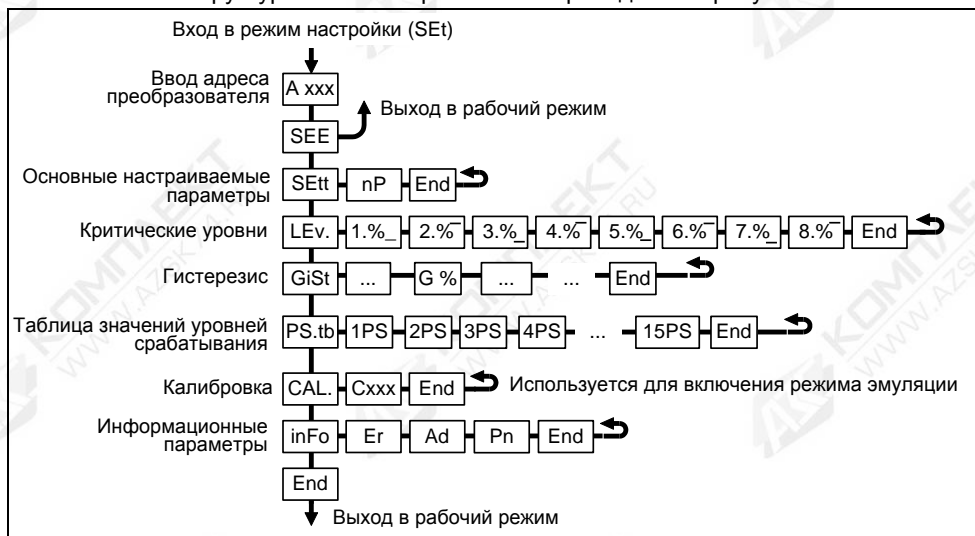 Вход в режим настройки (SEt)
Ввод адреса
преобразователя
A xxx
Выход в рабочий режим
SEE
Основные настраиваемые
параметры
SEtt nP End
Критические уровни LEv. 1.%_ 2.%‾ 3.%_ 4.%‾ 5.%_ 6.%‾ 7.%_ 8.%‾ End
Гистерезис GiSt ... G % ... ... End
Таблица значений уровней
срабатывания
PS.tb 1PS 2PS 3PS 4PS ... 15PS End
Калибровка CAL. Cxxx End Используется для включения режима эмуляции
Информационные
параметры
inFo Er Ad Pn End
End
Выход в рабочий режим